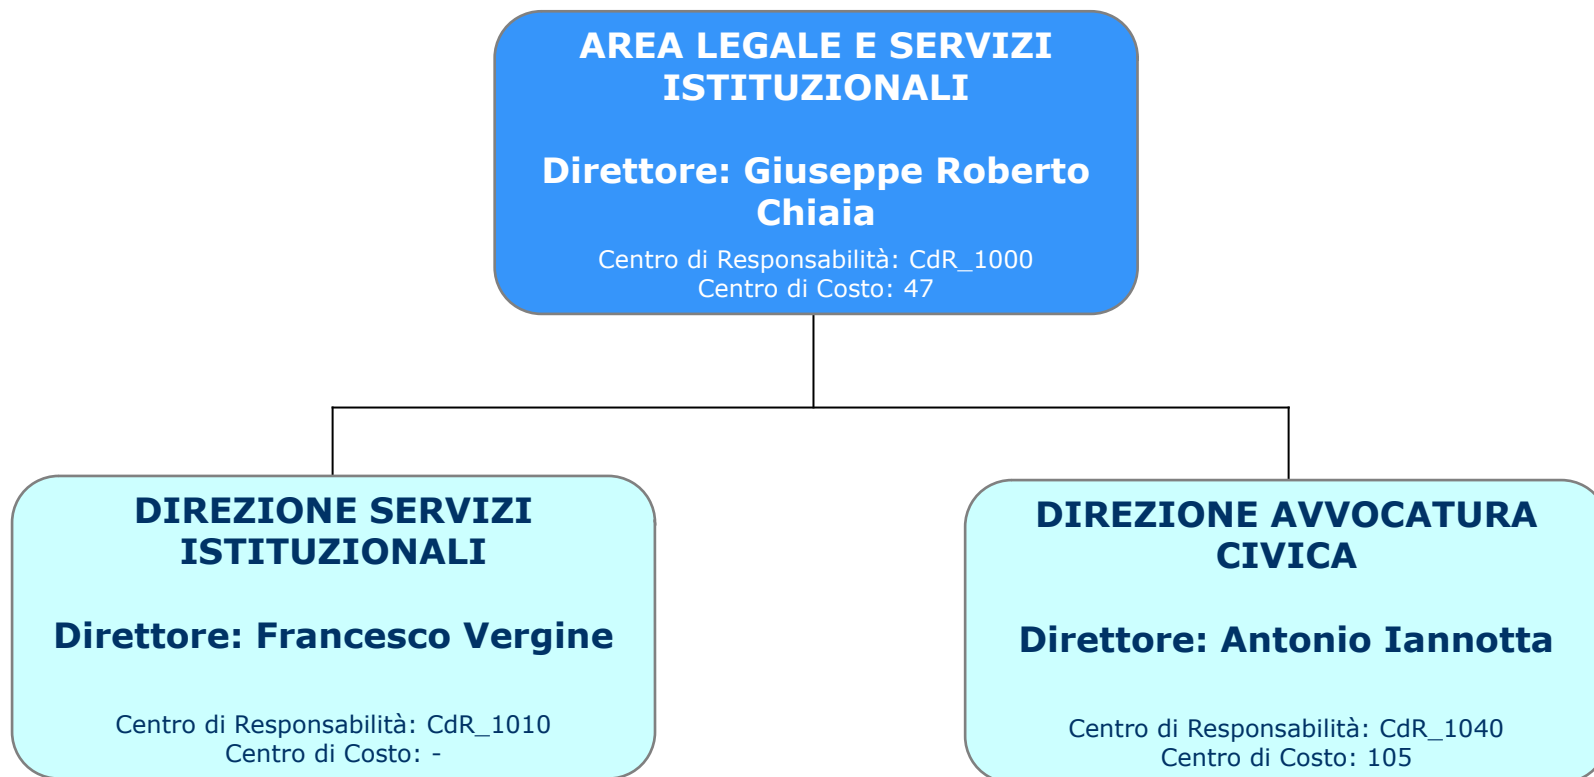 AREA LEGALE E SERVIZI
ISTITUZIONALI
Direttore: Giuseppe Roberto
Chiaia
Centro di Responsabilità: CdR_1000
Centro di Costo: 47
DIREZIONE SERVIZI
ISTITUZIONALI
Direttore: Francesco Vergine
Centro di Responsabilità: CdR_1010
Centro di Costo: -
DIREZIONE AVVOCATURA
CIVICA
Direttore: Antonio Iannotta
Centro di Responsabilità: CdR_1040
Centro di Costo: 105